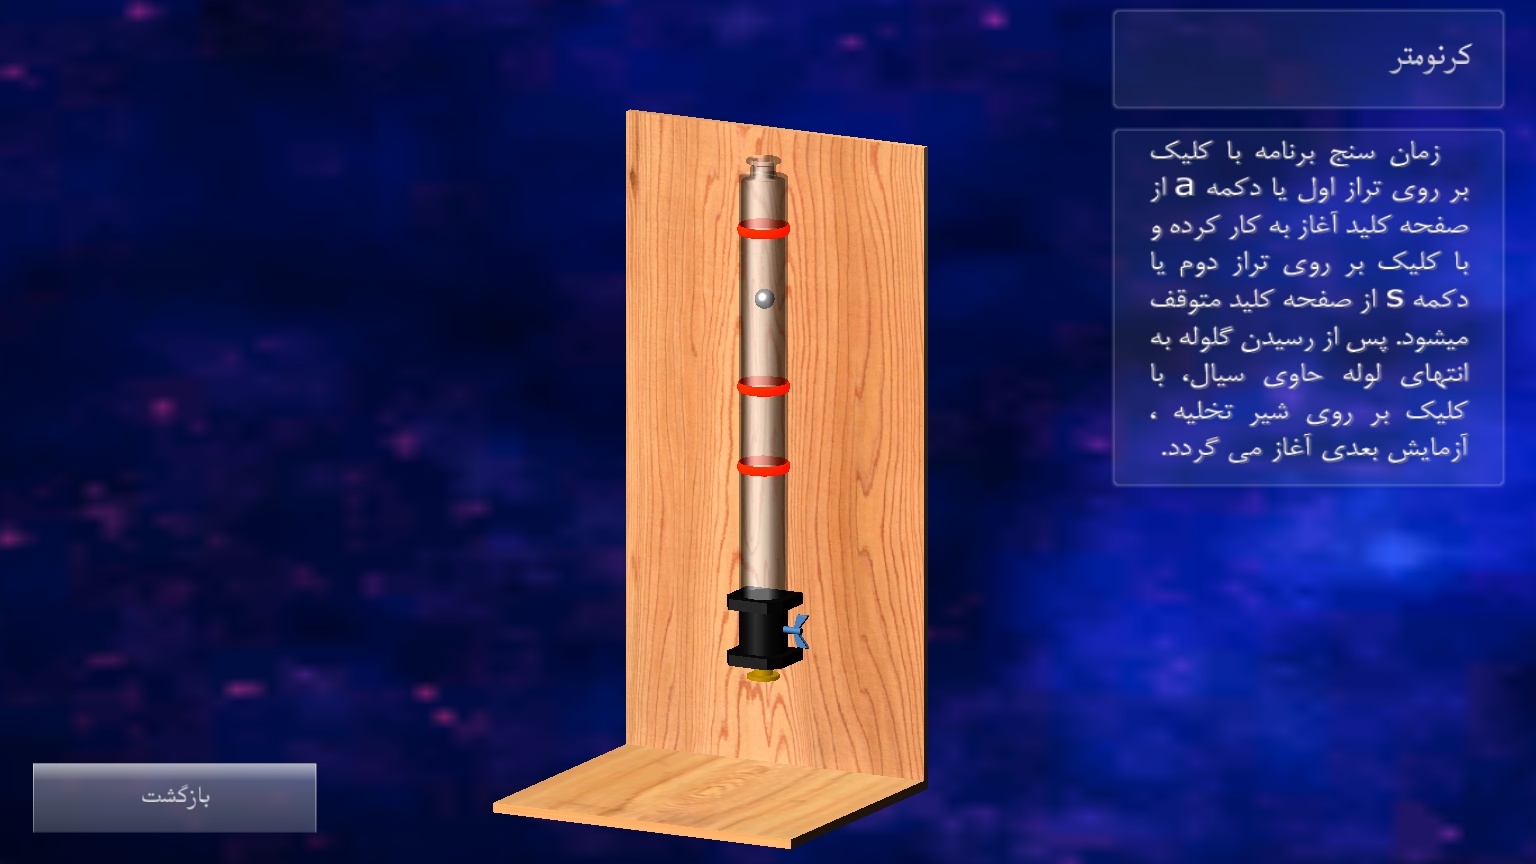 کرنومتر
زمان سنج برنامه با کلیک
بر روی تراز اول یا دکمه a از
صفحه کلید آغاز به کار کرده و
با کلیک بر روی تراز دوم یا
دکمه s از صفحه کلید متوقف
میشود. پس از رسیدن گلوله به
انتهای لوله حاوی سیال، با
کلیک بر روی شیر تخلیه ،
آزمایش بعدی آغاز می گردد.
بازگشت